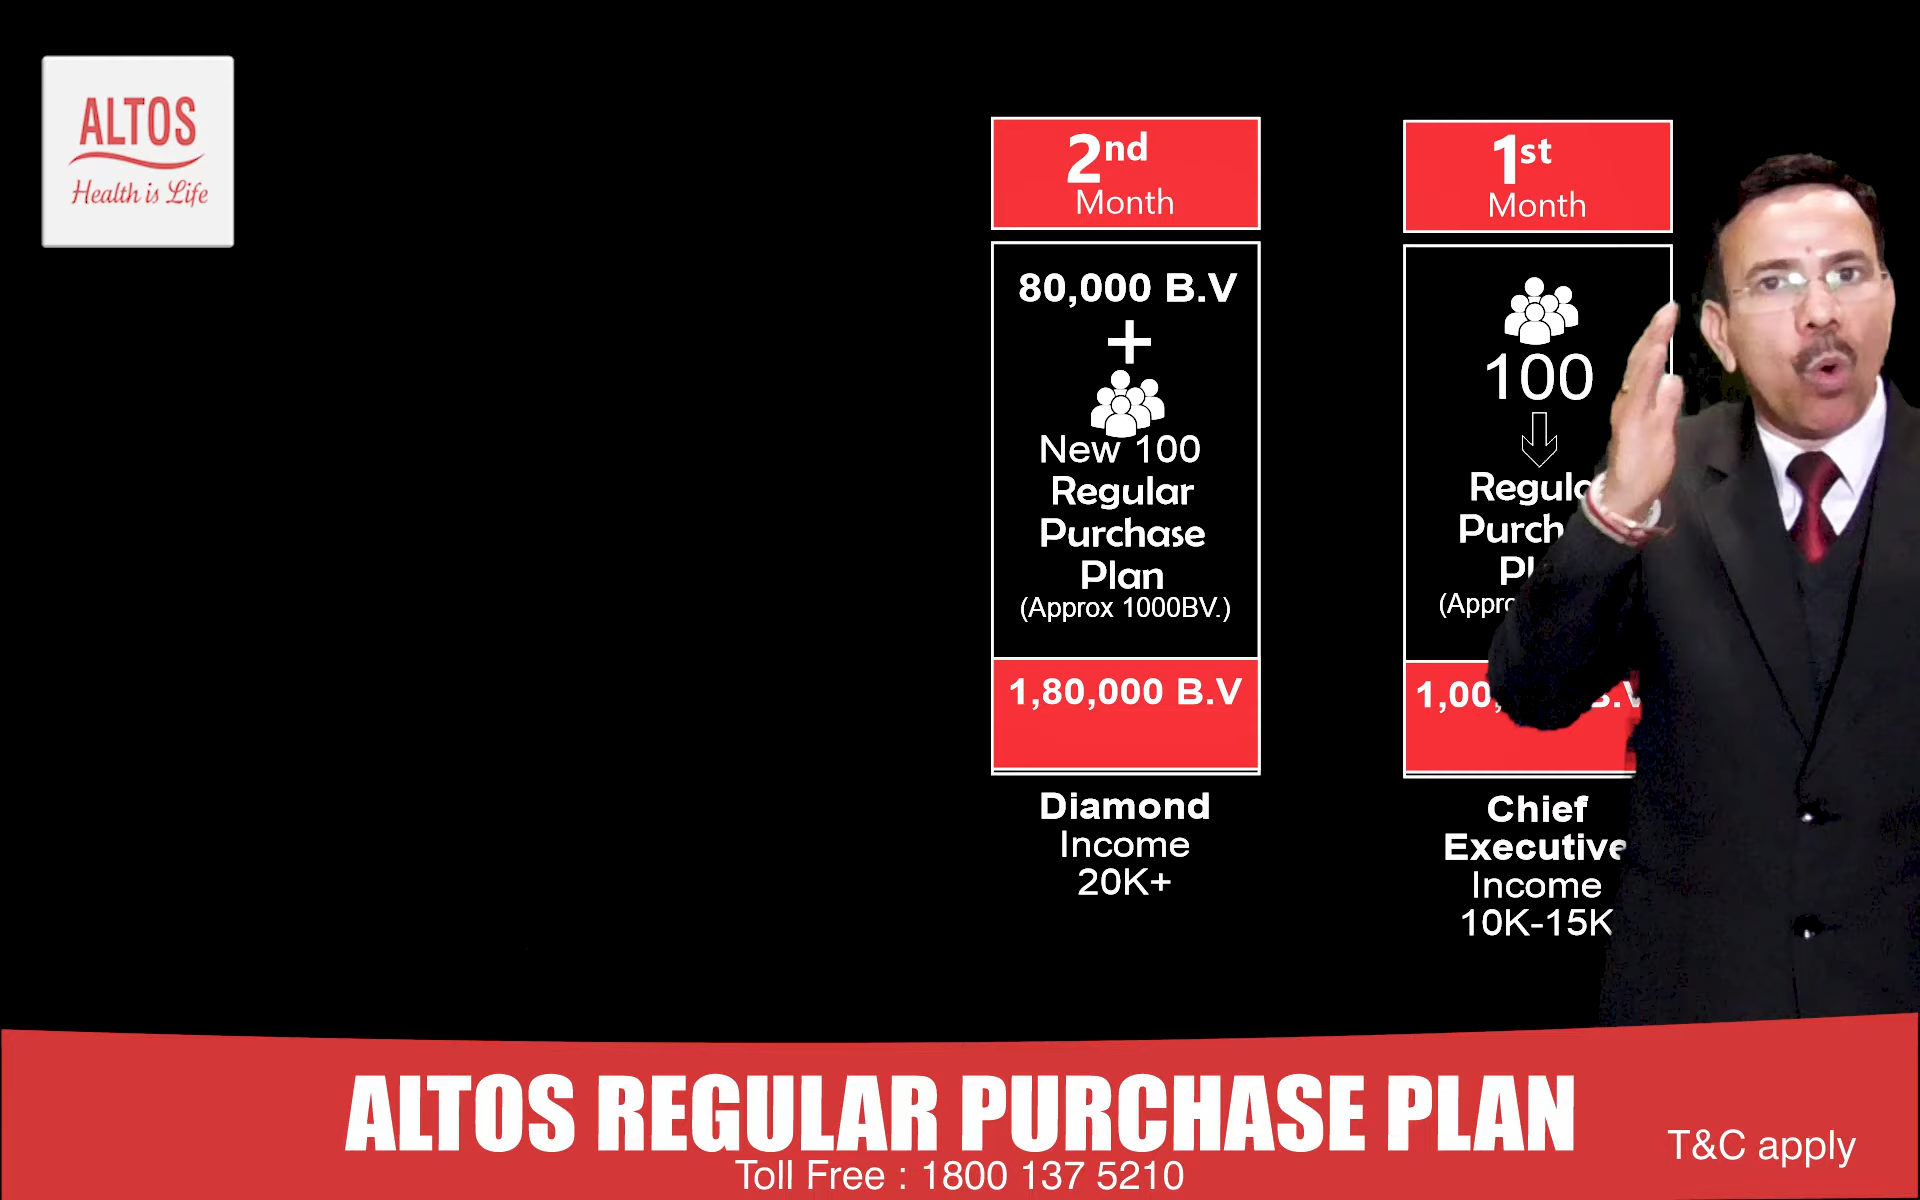 ALTOS
Health is Life
2nd
Month
80,000 B.V
+
New 100
Regular
Purchase
Plan
(Approx 1000BV.)
1,80,000 B.V
Diamond
Income
20K+
1st
Month
100
Chief
Executive
Income
10K-15K
ALTOS REGULAR PURCHASE PLAN
Toll Free : 1800 137 5210
T&C apply